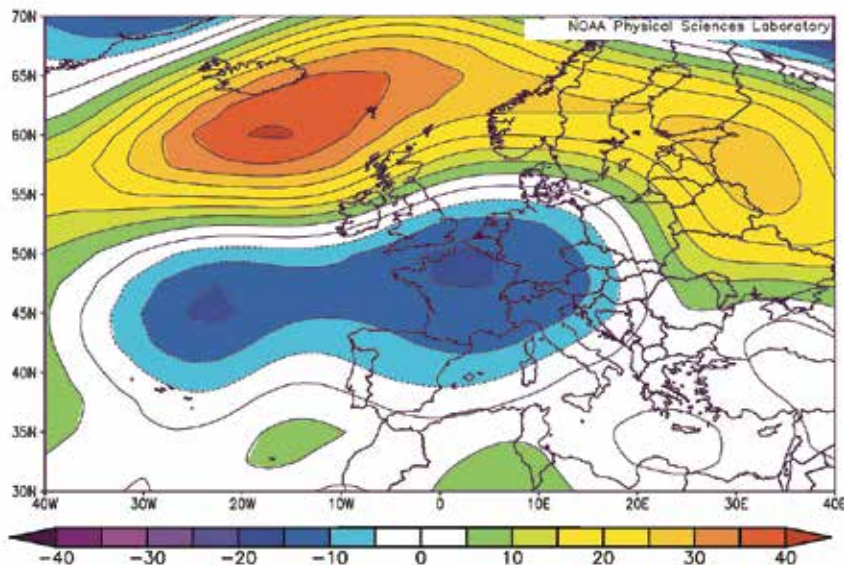 70N
NOAA Physical Sciences Laboratory
65N
60N
55N
50N
45N
40N
35N
30N
40W 30W 20W 10W 0 10E 20E 30E 40E
-40 -30 -20 -10 0 10 20 30 40